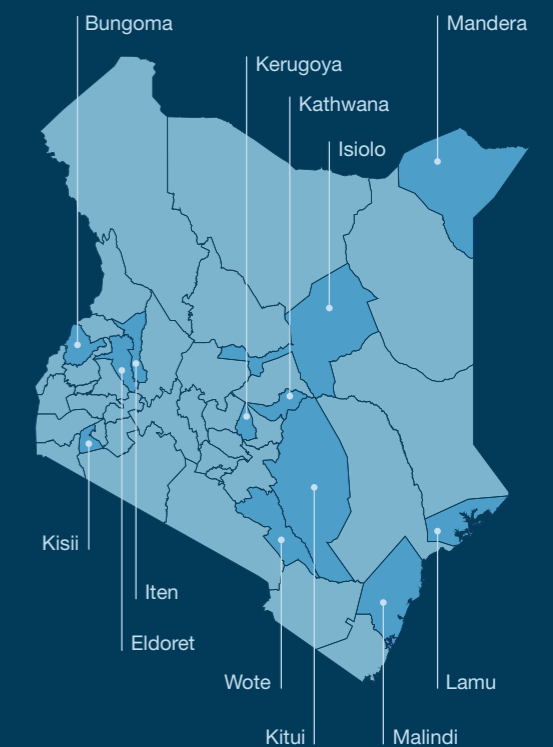 Bungoma
Mandera
Kerugoya
Kathwana
Isiolo
Kisii
Iten
Eldoret
Wote
Lamu
Kitui
Malindi